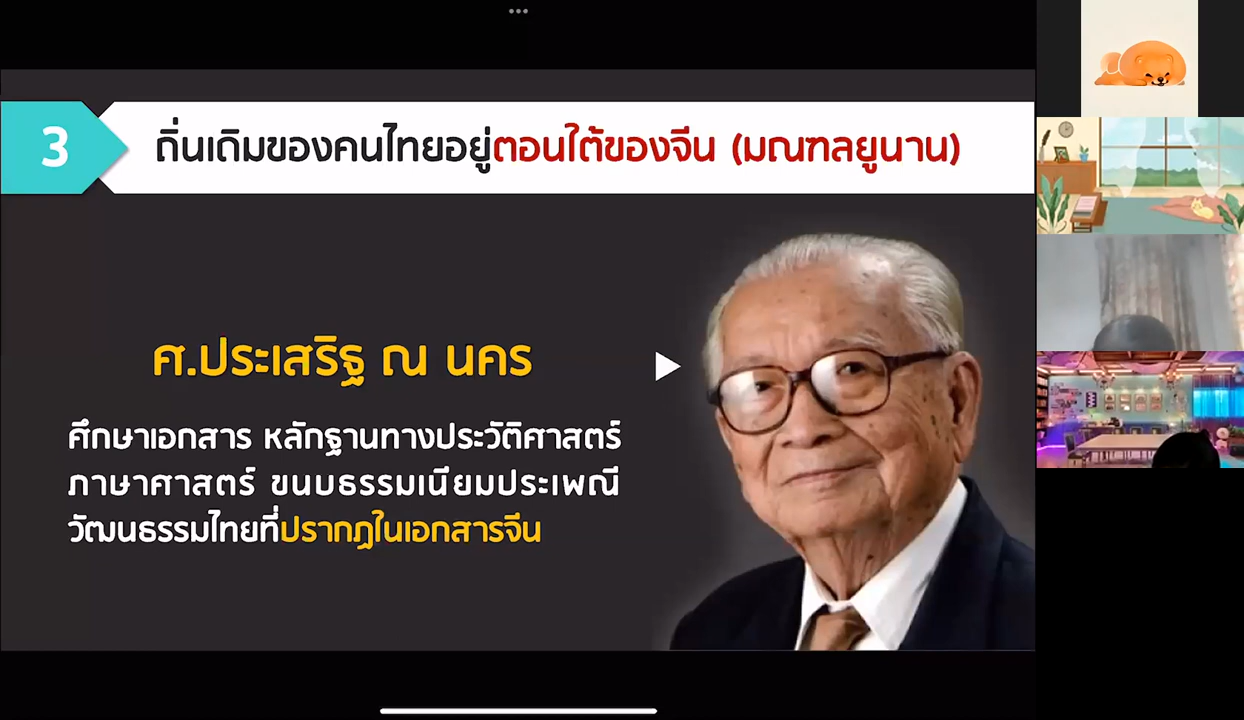 3
ถิ่นเดิมของคนไทยอยู่ตอนใต้ของจีน (มณฑลยูนาน)
ศ.ประเสริฐ ณ นคร
ศึกษาเอกสาร หลักฐานทางประวัติศาสตร์
ภาษาศาสตร์ ขนบธรรมเนียมประเพณี
วัฒนธรรมไทยที่ปรากฏในเอกสารจีน